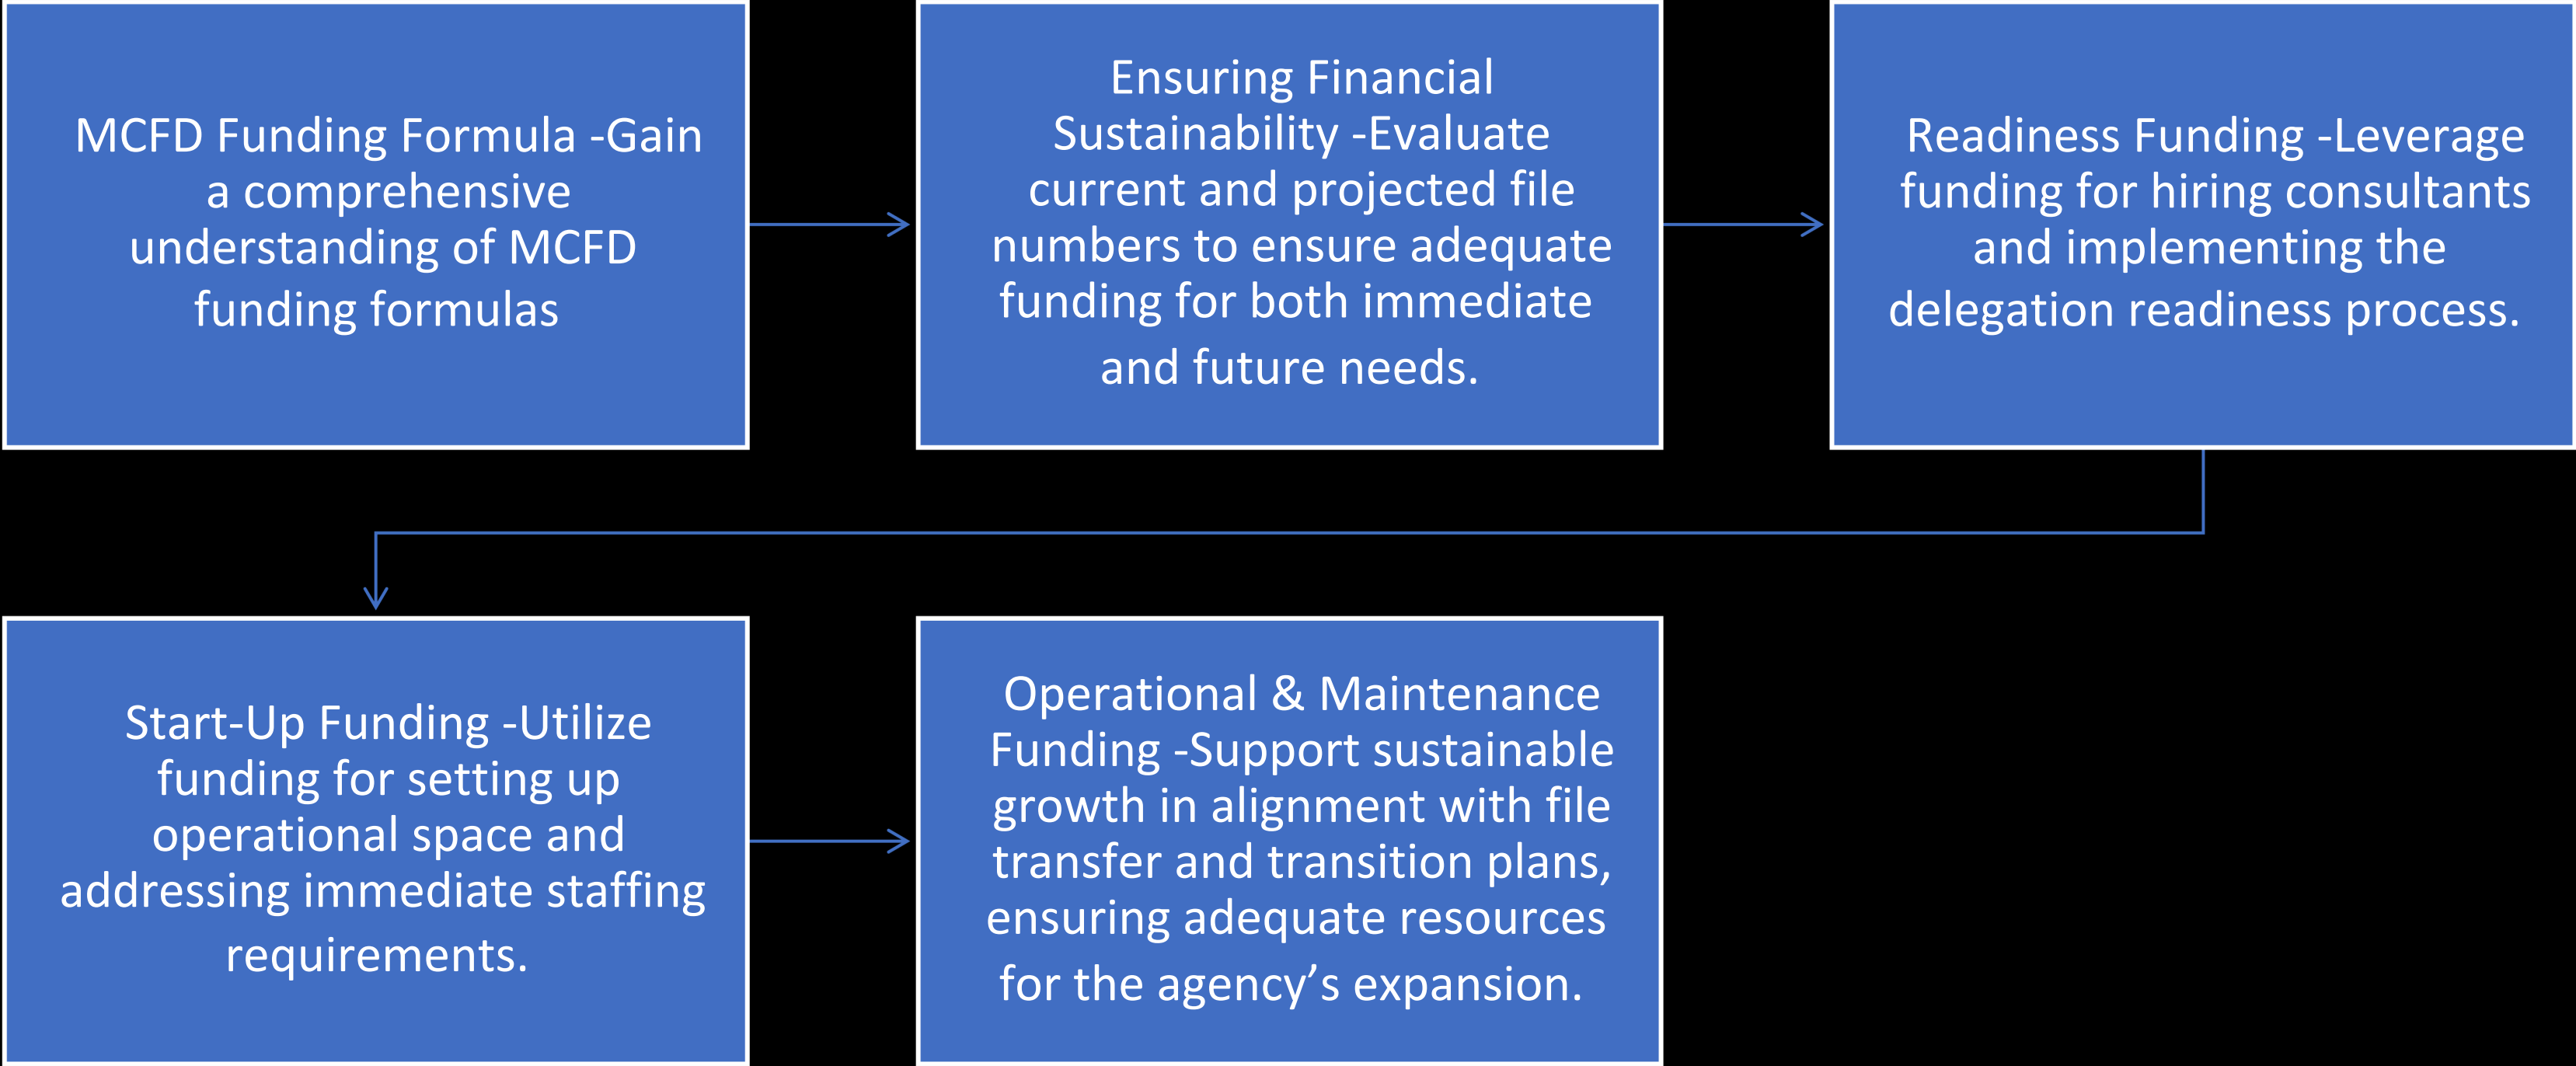 MCFD Funding Formula -Gain
a comprehensive
understanding of MCFD
funding formulas
Ensuring Financial
Sustainability -Evaluate
current and projected file
numbers to ensure adequate
funding for both immediate
and future needs.
Readiness Funding -Leverage
funding for hiring consultants
and implementing the
delegation readiness process.
Start-Up Funding -Utilize
funding for setting up
operational space and
addressing immediate staffing
requirements.
Operational & Maintenance
Funding -Support sustainable
growth in alignment with file
transfer and transition plans,
ensuring adequate resources
for the agency’s expansion.